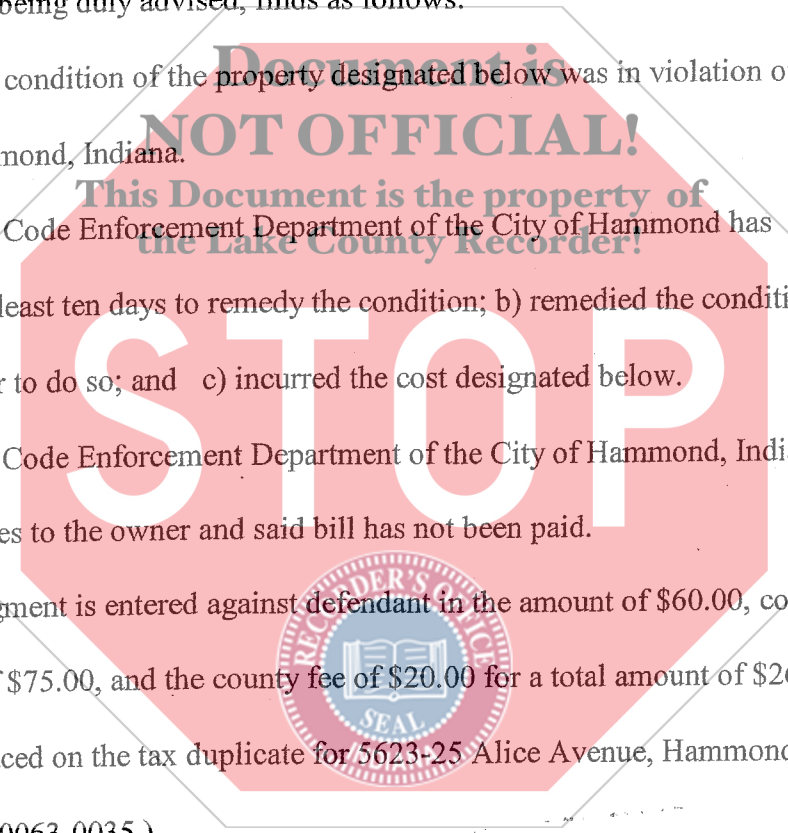 being duly advised, finds as follows:
condition of the property designated below was in violation o
Document is
NOT OFFICIAL!
mond, Indiana.
This Document is the property of
the Lake County Recorder!
Code Enforcement Department of the City of Hammond has
least ten days to remedy the condition; b) remedied the conditi
STOP
r to do so; and c) incurred the cost designated below.
Code Enforcement Department of the City of Hammond, Indi
es to the owner and said bill has not been paid.
gment is entered against defendant in the amount of $60.00, co
$75.00, and the county fee of $20.00 for a total amount of $2
RECORDER'S OFFICE
SEAL
INDIANA
ced on the tax duplicate for 5623-25 Alice Avenue, Hammond
0063-0035.)